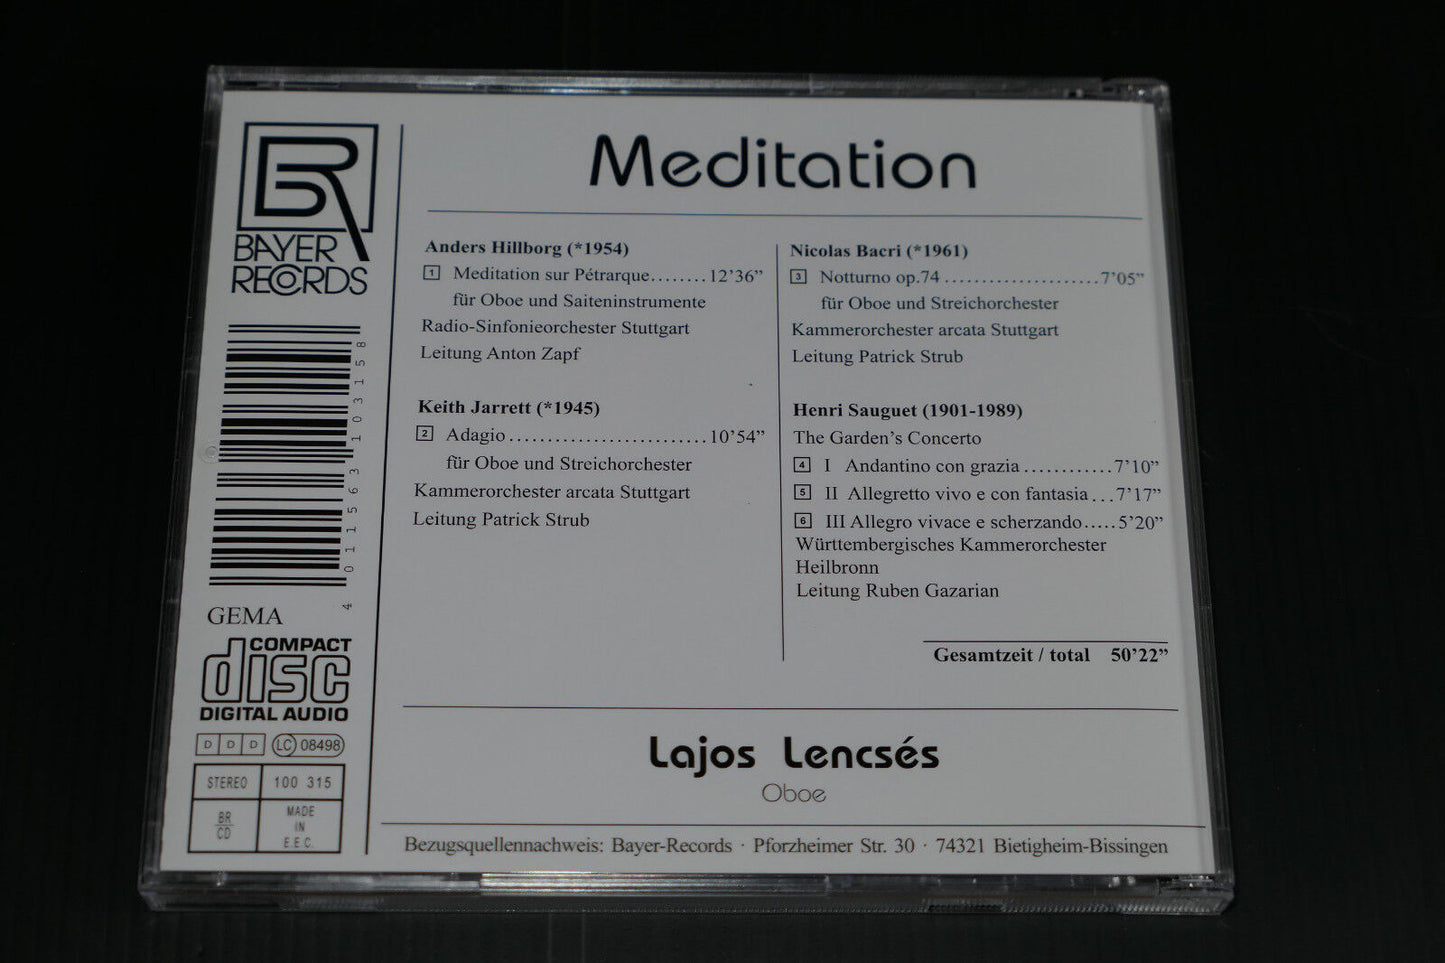 BR
BAYER
RECORDS
4 011563 103158
GEMA
COMPACT
disc
DIGITAL AUDIO
D D D LC 08498
STEREO 100 315
BR
CD
MADE
IN
E.E.C.
Meditation
Anders Hillborg (*1954)
1 Meditation sur Pétrarque........12’36”
für Oboe und Saiteninstrumente
Radio-Sinfonieorchester Stuttgart
Leitung Anton Zapf
Keith Jarrett (*1945)
2 Adagio..........................10’54”
für Oboe und Streichorchester
Kammerorchester arcata Stuttgart
Leitung Patrick Strub
Nicolas Bacri (*1961)
3 Notturno op.74 .....................7’05”
für Oboe und Streichorchester
Kammerorchester arcata Stuttgart
Leitung Patrick Strub
Henri Sauguet (1901-1989)
The Garden’s Concerto
4 I Andantino con grazia ............7’10”
5 II Allegretto vivo e con fantasia ...7’17”
6 III Allegro vivace e scherzando.....5’20”
Württembergisches Kammerorchester
Heilbronn
Leitung Ruben Gazarian
Gesamtzeit / total 50’22”
Lajos Lencsés
Oboe
Bezugsquellennachweis: Bayer-Records · Pforzheimer Str. 30 · 74321 Bietigheim-Bissingen